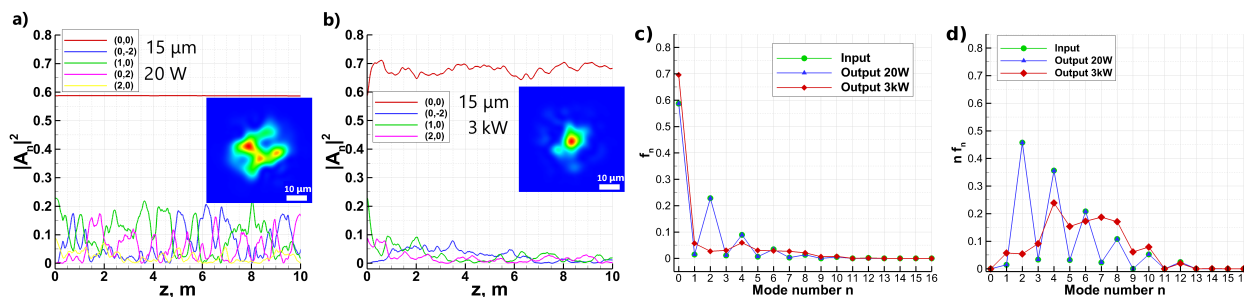 a)
0.8
0.7
0.6
0.5
0.4
0.3
0.2
0.1
0
|A_n|^2
(0,0)
(0,-2)
(1,0)
(0,2)
(2,0)
15 µm
20 W
10 µm
0 2 4 6 8 10
z, m
b)
0.8
0.7
0.6
0.5
0.4
0.3
0.2
0.1
0
|A_n|^2
(0,0)
(0,-2)
(1,0)
(2,0)
15 µm
3 kW
10 µm
0 2 4 6 8 10
z, m
c)
0.8
0.7
0.6
0.5
0.4
0.3
0.2
0.1
0
f_n
Input
Output 20W
Output 3kW
0 1 2 3 4 5 6 7 8 9 10 11 12 13 14 15 16
Mode number n
d)
0.8
0.7
0.6
0.5
0.4
0.3
0.2
0.1
0
n f_n
Input
Output 20W
Output 3kW
0 1 2 3 4 5 6 7 8 9 10 11 12 13 14 15
Mode number n